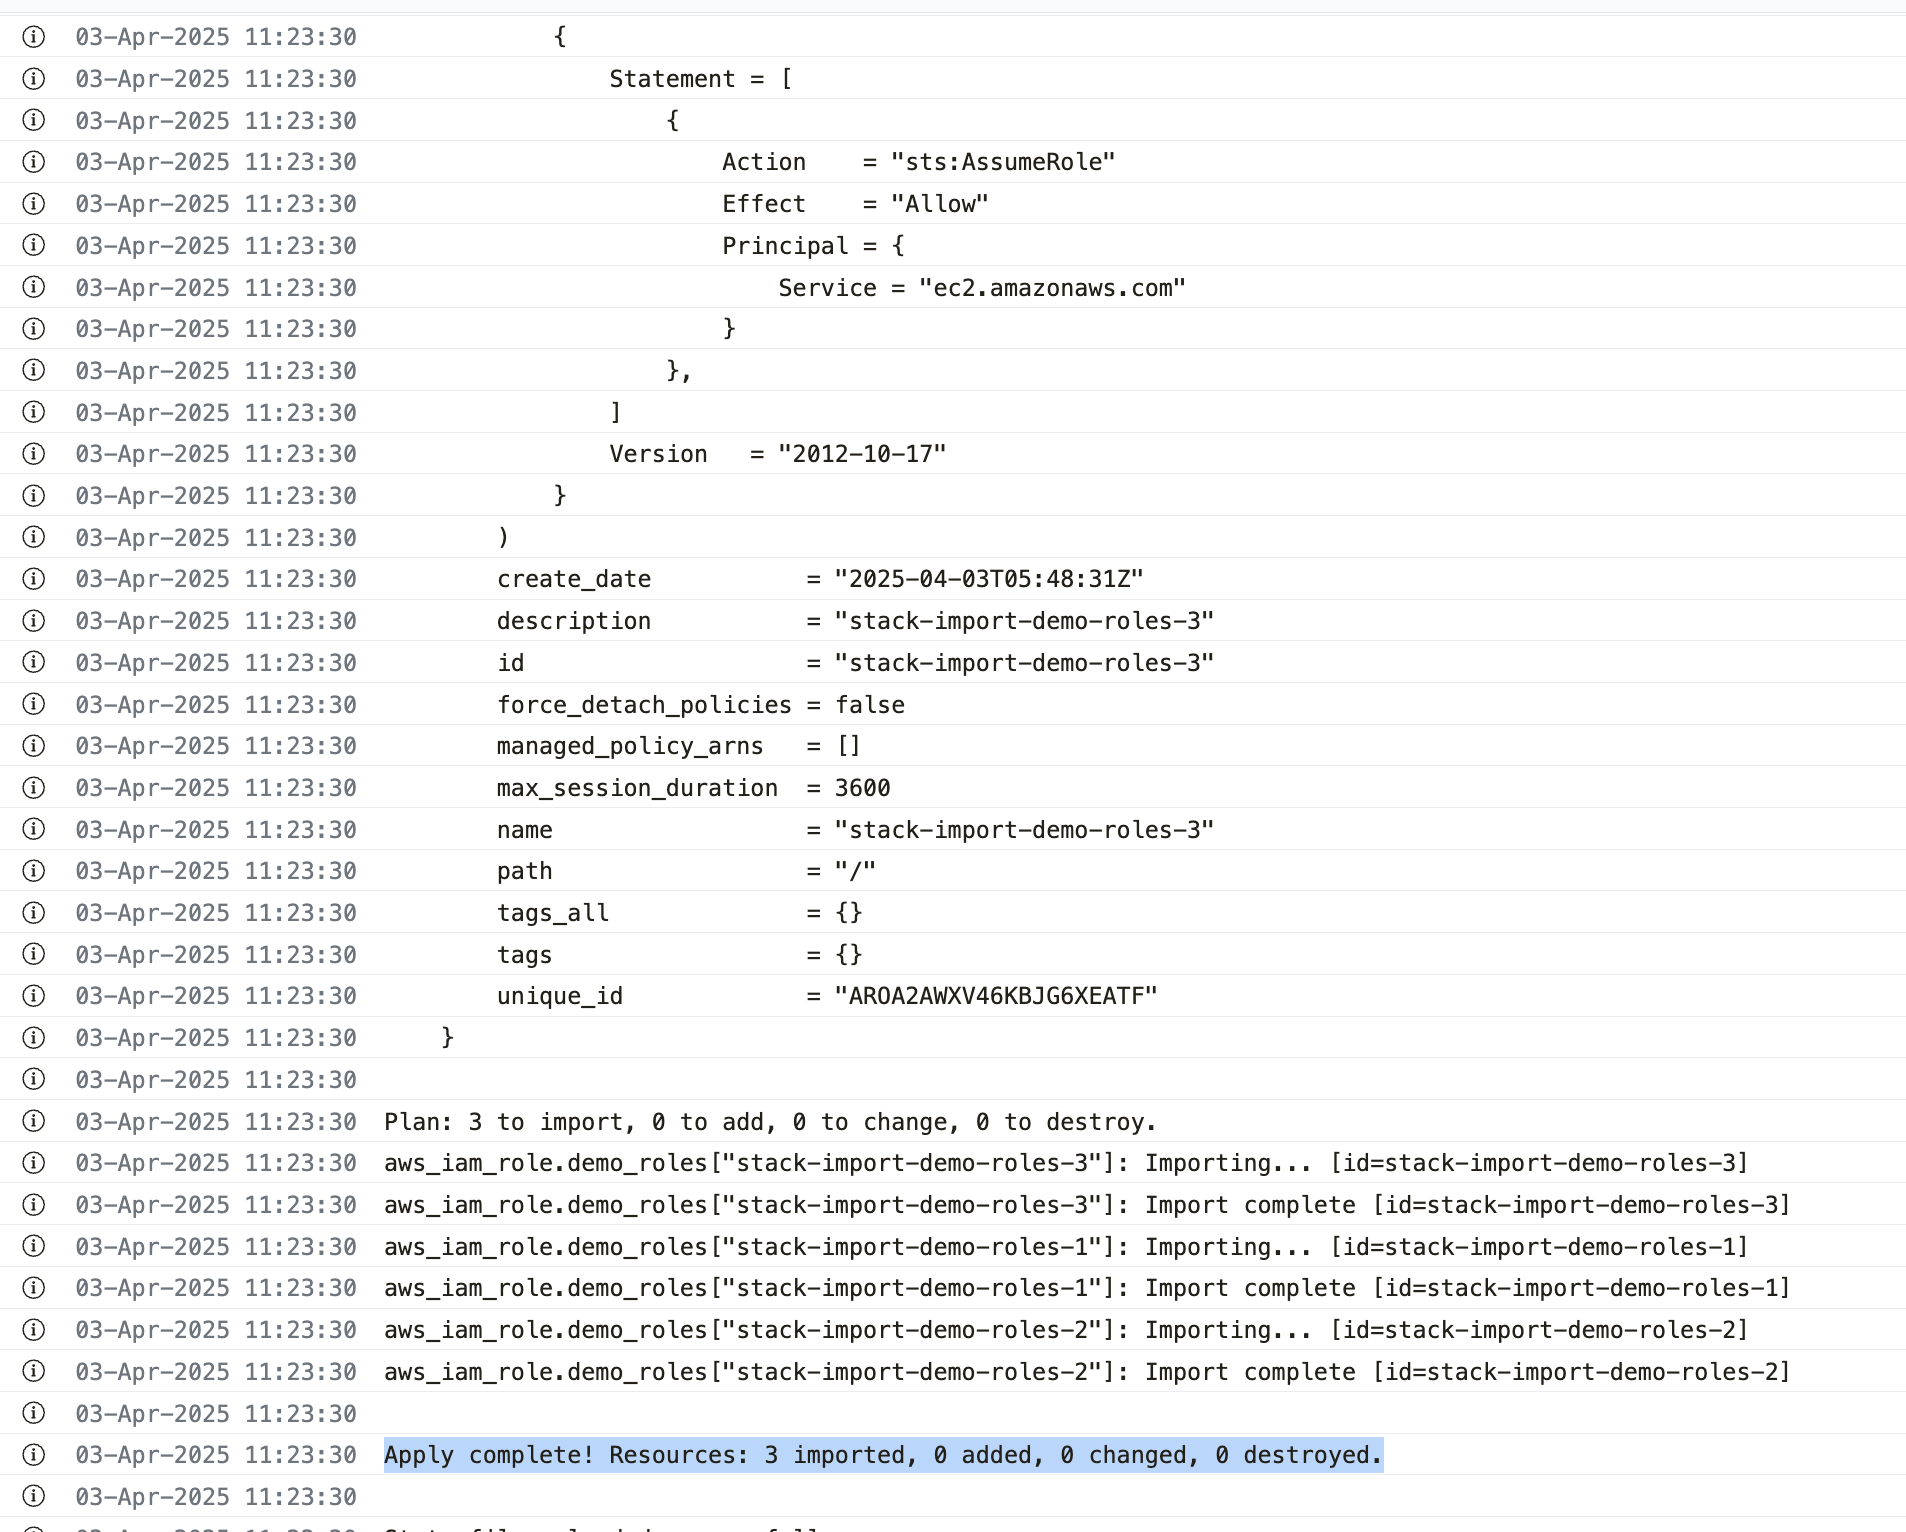 03-Apr-2025 11:23:30 {
03-Apr-2025 11:23:30 Statement = [
03-Apr-2025 11:23:30 {
03-Apr-2025 11:23:30 Action = "sts:AssumeRole"
03-Apr-2025 11:23:30 Effect = "Allow"
03-Apr-2025 11:23:30 Principal = {
03-Apr-2025 11:23:30 Service = "ec2.amazonaws.com"
03-Apr-2025 11:23:30 }
03-Apr-2025 11:23:30 },
03-Apr-2025 11:23:30 ]
03-Apr-2025 11:23:30 Version = "2012-10-17"
03-Apr-2025 11:23:30 }
03-Apr-2025 11:23:30 )
03-Apr-2025 11:23:30 create_date = "2025-04-03T05:48:31Z"
03-Apr-2025 11:23:30 description = "stack-import-demo-roles-3"
03-Apr-2025 11:23:30 id = "stack-import-demo-roles-3"
03-Apr-2025 11:23:30 force_detach_policies = false
03-Apr-2025 11:23:30 managed_policy_arns = []
03-Apr-2025 11:23:30 max_session_duration = 3600
03-Apr-2025 11:23:30 name = "stack-import-demo-roles-3"
03-Apr-2025 11:23:30 path = "/"
03-Apr-2025 11:23:30 tags_all = {}
03-Apr-2025 11:23:30 tags = {}
03-Apr-2025 11:23:30 unique_id = "AROA2AWXV46KBJG6XEATF"
03-Apr-2025 11:23:30 }
03-Apr-2025 11:23:30
03-Apr-2025 11:23:30 Plan: 3 to import, 0 to add, 0 to change, 0 to destroy.
03-Apr-2025 11:23:30 aws_iam_role.demo_roles["stack-import-demo-roles-3"]: Importing... [id=stack-import-demo-roles-3]
03-Apr-2025 11:23:30 aws_iam_role.demo_roles["stack-import-demo-roles-3"]: Import complete [id=stack-import-demo-roles-3]
03-Apr-2025 11:23:30 aws_iam_role.demo_roles["stack-import-demo-roles-1"]: Importing... [id=stack-import-demo-roles-1]
03-Apr-2025 11:23:30 aws_iam_role.demo_roles["stack-import-demo-roles-1"]: Import complete [id=stack-import-demo-roles-1]
03-Apr-2025 11:23:30 aws_iam_role.demo_roles["stack-import-demo-roles-2"]: Importing... [id=stack-import-demo-roles-2]
03-Apr-2025 11:23:30 aws_iam_role.demo_roles["stack-import-demo-roles-2"]: Import complete [id=stack-import-demo-roles-2]
03-Apr-2025 11:23:30
03-Apr-2025 11:23:30 Apply complete! Resources: 3 imported, 0 added, 0 changed, 0 destroyed.
03-Apr-2025 11:23:30